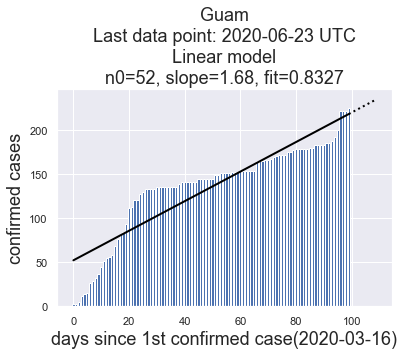 Guam
Last data point: 2020-06-23 UTC
Linear model
n0=52, slope=1.68, fit=0.8327
confirmed cases
200
150
100
50
0
0 20 40 60 80 100
days since 1st confirmed case(2020-03-16)